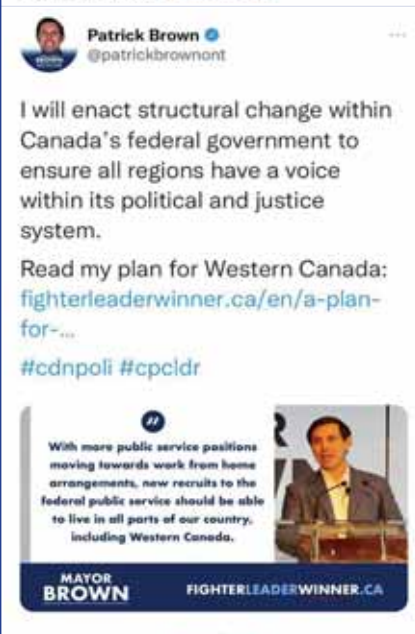 Patrick Brown
@patrickbrownont
I will enact structural change within
Canada's federal government to
ensure all regions have a voice
within its political and justice
system.
Read my plan for Western Canada:
fighterleaderwinner.ca/en/a-plan-
for-...
#cdnpoli #cpcldr
With more public service positions
moving towards work from home
arrangements, new recruits to the
federal public service should be able
to live in all parts of our country,
including Western Canada.
MAYOR
BROWN
FIGHTERLEADERWINNER.CA